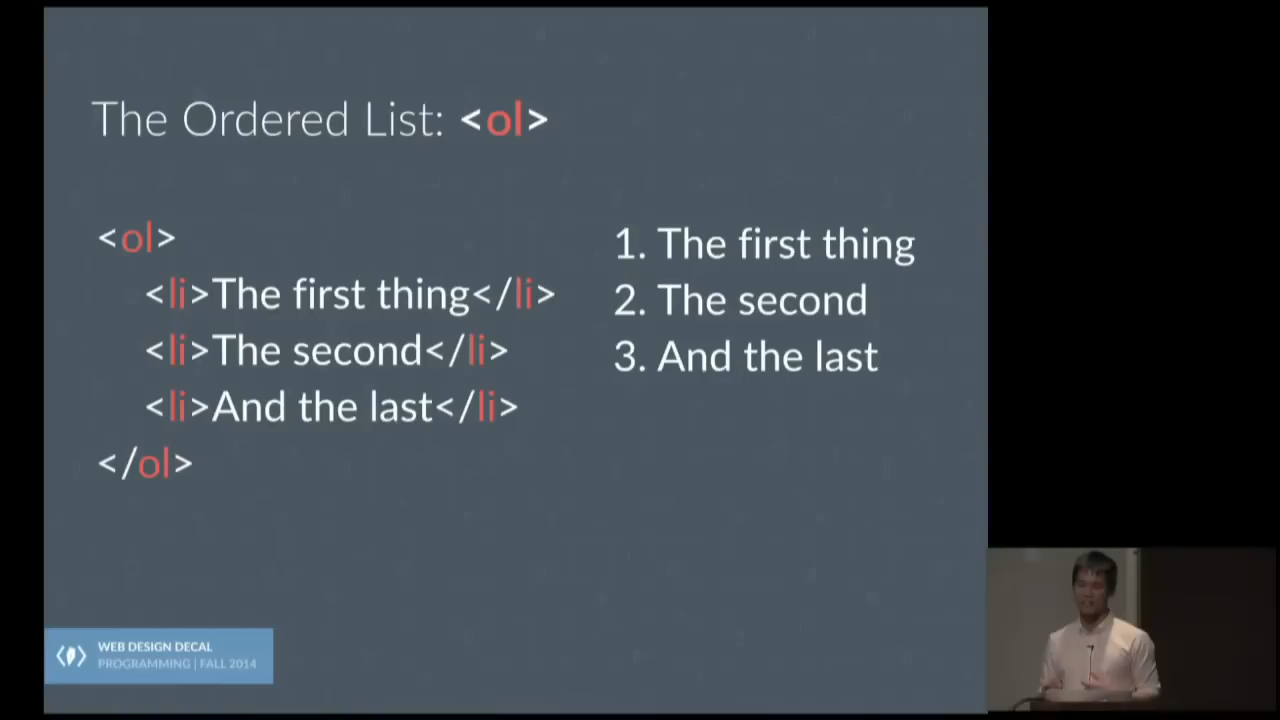 The Ordered List: <ol>
<ol>
<li>The first thing</li>
<li>The second</li>
<li>And the last</li>
</ol>
1. The first thing
2. The second
3. And the last
WEB DESIGN DECAL
PROGRAMMING | FALL 2014